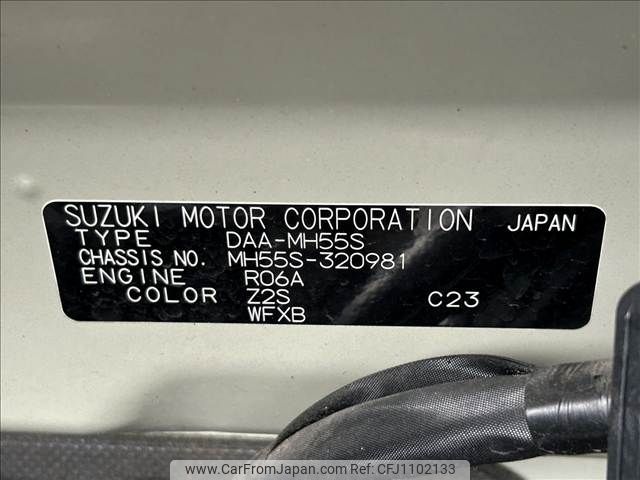 SUZUKI MOTOR CORPORATION JAPAN
TYPE DAA-MH55S
CHASSIS NO. MH55S-320981
ENGINE R06A
COLOR Z2S C23
WFXB
www.CarFromJapan.com | REF:#CFJ1102133